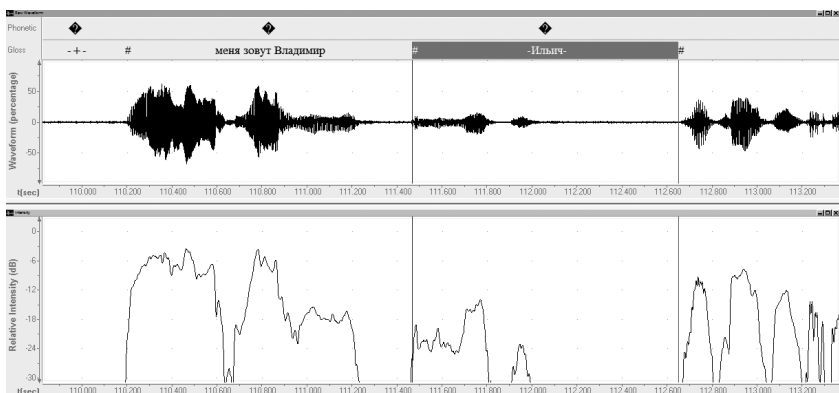 Phonetic
Gloss -+- # меня зовут Владимир # -Ильич- #
Waveform (percentage)
50-
0-
-50-
t(sec) 110.000 110.200 110.400 110.600 110.800 111.000 111.200 111.400 111.600 111.800 112.000 112.200 112.400 112.600 112.800 113.000 113.200
Relative Intensity (dB)
0-
-6-
-12-
-18-
-24-
-30-
t(sec) 110.000 110.200 110.400 110.600 110.800 111.000 111.200 111.400 111.600 111.800 112.000 112.200 112.400 112.600 112.800 113.000 113.200